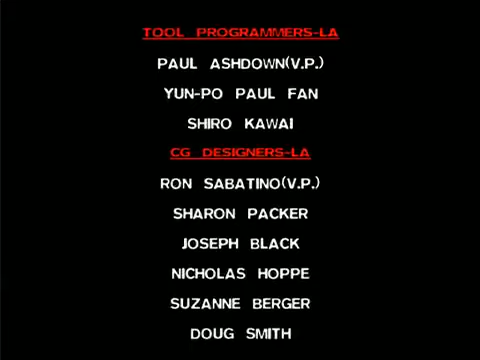 TOOL PROGRAMMERS-LA
PAUL ASHDOWN(V.P.)
YUN-PO PAUL FAN
SHIRO KAWAI
CG DESIGNERS-LA
RON SABATINO(V.P.)
SHARON PACKER
JOSEPH BLACK
NICHOLAS HOPPE
SUZANNE BERGER
DOUG SMITH